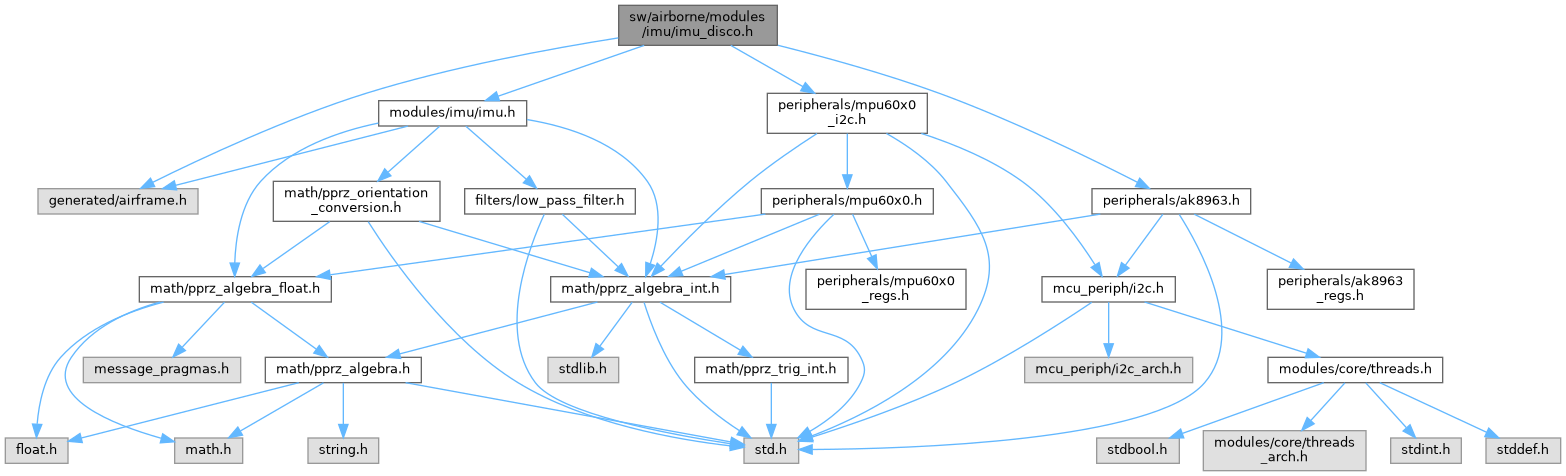 sw/airborne/modules
/imu/imu_disco.h
modules/imu/imu.h
peripherals/mpu60x0
_i2c.h
generated/airframe.h
math/pprz_orientation
_conversion.h
filters/low_pass_filter.h
peripherals/mpu60x0.h
peripherals/ak8963.h
math/pprz_algebra_float.h
math/pprz_algebra_int.h
peripherals/mpu60x0
_regs.h
mcu_periph/i2c.h
peripherals/ak8963
_regs.h
message_pragmas.h
math/pprz_algebra.h
stdlib.h
math/pprz_trig_int.h
mcu_periph/i2c_arch.h
modules/core/threads.h
float.h
math.h
string.h
std.h
stdbool.h
modules/core/threads
_arch.h
stdint.h
stddef.h